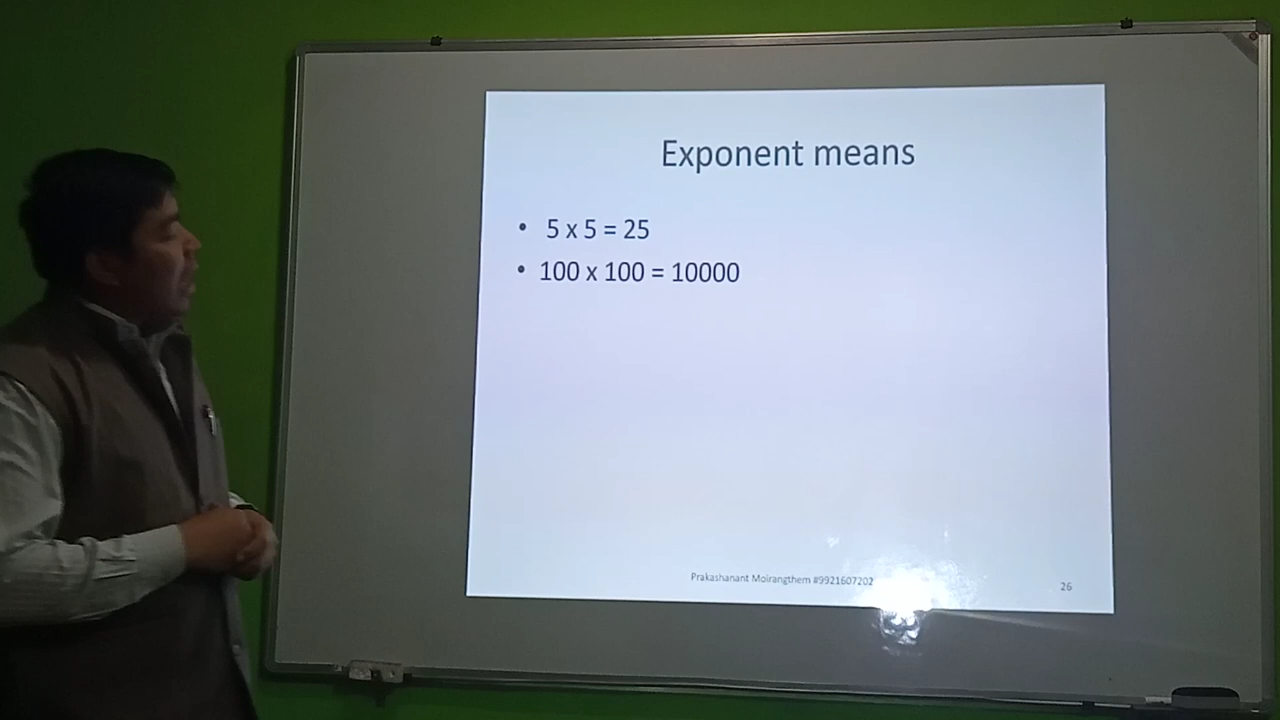 Exponent means
• 5 x 5 = 25
• 100 x 100 = 10000
Prakashanant Moirangthem #9921607202
26